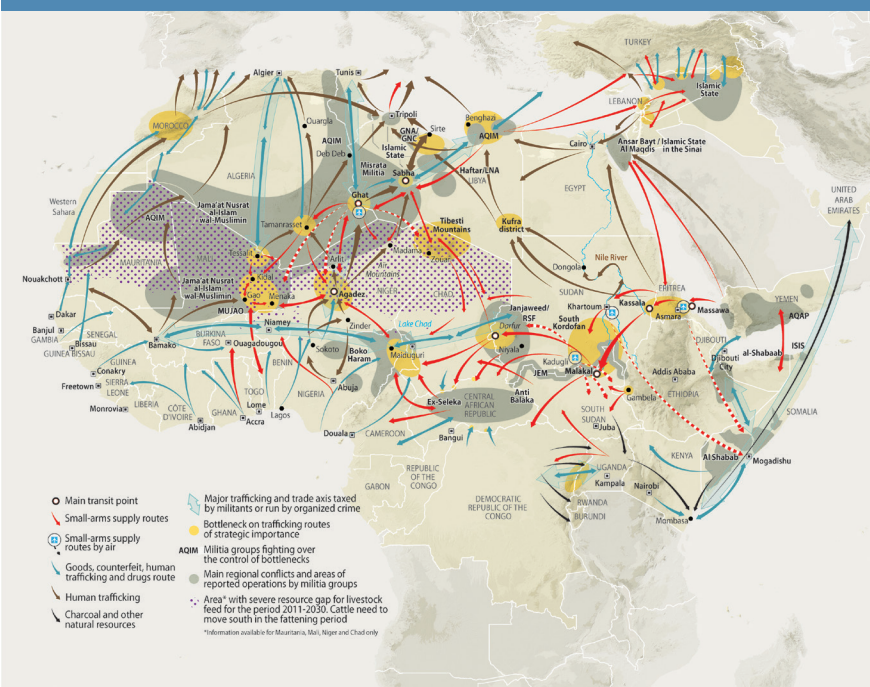 TURKEY
Algier
Tunis
Islamic
State
LEBANON
MOROCCO
Ouargla
Tripoli
Benghazi
GNA/
GNC
Sirte
AQIM
AQIM
Deb Deb
Islamic
State
Cairo
Ansar Bayt / Islamic State
Al Maqdis in the Sinai
Misrata
Militia
ALGERIA
Sabha
Haftar/LNA
LIBYA
EGYPT
UNITED
ARAB
EMIRATES
Western
Sahara
Ghat
Jama'at Nusrat
al-Islam
wal-Muslimin
AQIM
Tamanrasset
Tibesti
Mountains
Kufra
district
MAURITANIA
MALI
Tessalit
Madama
Zouar
Nile River
Arlit
Air
Mountains
Dongola
Nouakchott
Jama'at Nusrat
al-Islam
wal-Muslimin
Kidal
Gao
Menaka
Agadez
NIGER
CHAD
SUDAN
ERITREA
MUJAO
Khartoum
Kassala
Massawa
YEMEN
Dakar
Niamey
Zinder
Lake Chad
Janjaweed/
RSF
South
Kordofan
Asmara
AQAP
Banjul
GAMBIA
SENEGAL
Bissau
GUINEA BISSAU
Bamako
BURKINA
FASO
Ouagadougou
Sokoto
Boko
Haram
Maiduguri
Darfur
Nyiala
Kadugli
DJIBOUTI
Djibouti
City
al-Shabaab
ISIS
GUINEA
Conakry
BENIN
Abuja
JEM
Malakal
Addis Ababa
Freetown
SIERRA
LEONE
TOGO
NIGERIA
Ex-Seleka
CENTRAL
AFRICAN
REPUBLIC
Anti
Balaka
Gambela
ETHIOPIA
SOMALIA
Monrovia
LIBERIA
CÔTE
D'IVOIRE
GHANA
Lome
Accra
Lagos
SOUTH
SUDAN
Abidjan
Douala
CAMEROON
Bangui
Juba
Al Shabab
Mogadishu
KENYA
UGANDA
Kampala
Nairobi
GABON
REPUBLIC
OF THE
CONGO
DEMOCRATIC
REPUBLIC OF THE
CONGO
RWANDA
BURUNDI
Mombasa
Main transit point
Small-arms supply routes
Small-arms supply
routes by air
Goods, counterfeit, human
trafficking and drugs route
Human trafficking
Charcoal and other
natural resources
Major trafficking and trade axis taxed
by militants or run by organized crime
Bottleneck on trafficking routes
of strategic importance
AQIM Militia groups fighting over
the control of bottlenecks
Main regional conflicts and areas of
reported operations by militia groups
Area* with severe resource gap for livestock
feed for the period 2011-2030. Cattle need to
move south in the fattening period
*Information available for Mauritania, Mali, Niger and Chad only